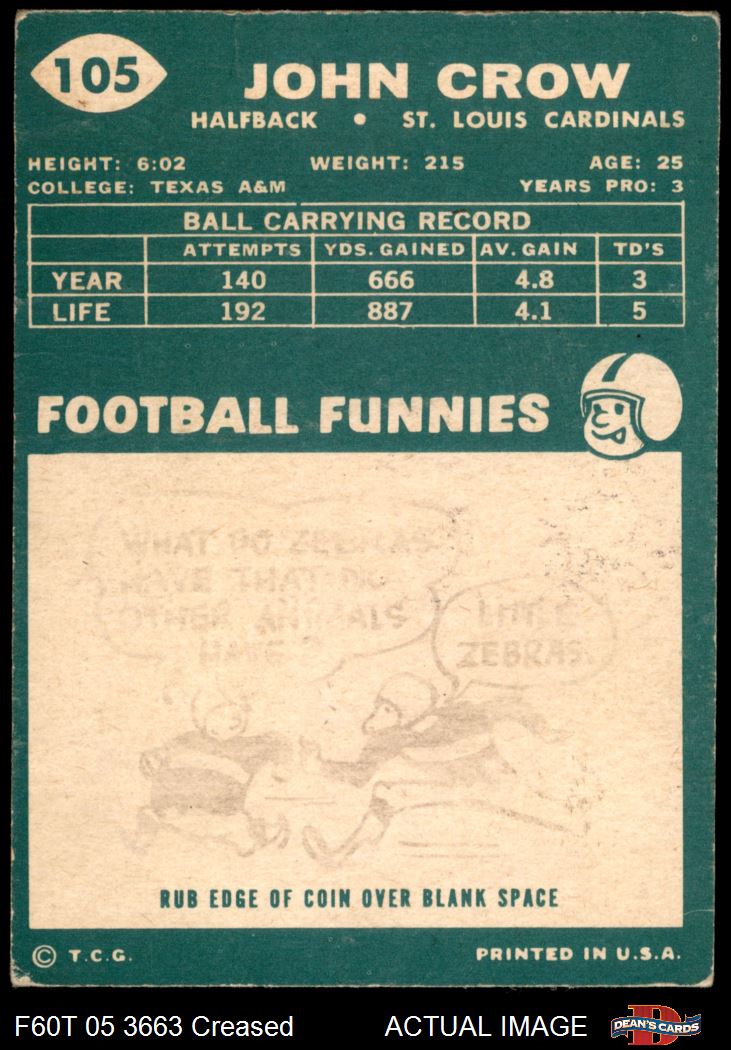 105
JOHN CROW
HALFBACK • ST. LOUIS CARDINALS
HEIGHT: 6:02 WEIGHT: 215 AGE: 25
COLLEGE: TEXAS A&M YEARS PRO: 3
BALL CARRYING RECORD
ATTEMPTS YDS. GAINED AV. GAIN TD'S
YEAR 140 666 4.8 3
LIFE 192 887 4.1 5
FOOTBALL FUNNIES
WHAT DO ZEBRAS
HAVE THAT NO
OTHER ANIMALS
HAVE?
LITTLE
ZEBRAS.
RUB EDGE OF COIN OVER BLANK SPACE
© T.C.G. PRINTED IN U.S.A.
F60T 05 3663 Creased ACTUAL IMAGE DEAN'S CARDS